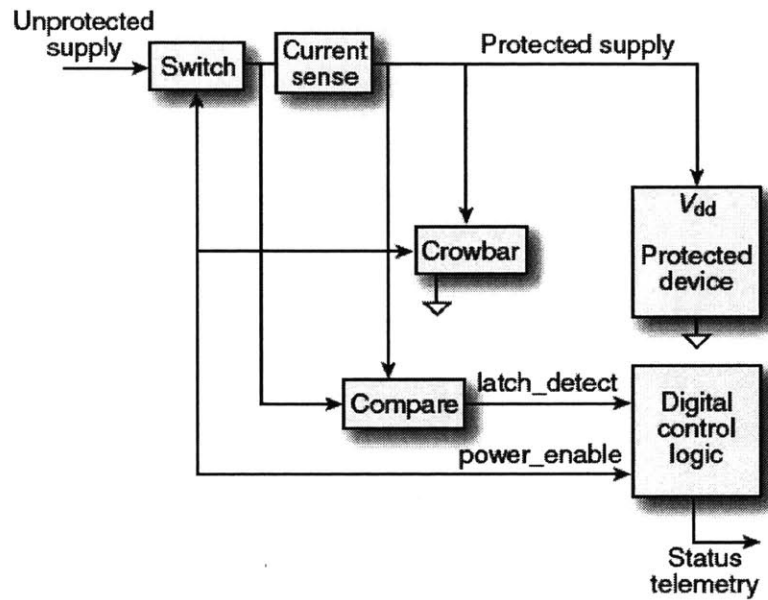 Unprotected
supply
Switch
Current
sense
Protected supply
Vdd
Protected
device
Crowbar
Compare
latch_detect
power_enable
Digital
control
logic
Status
telemetry